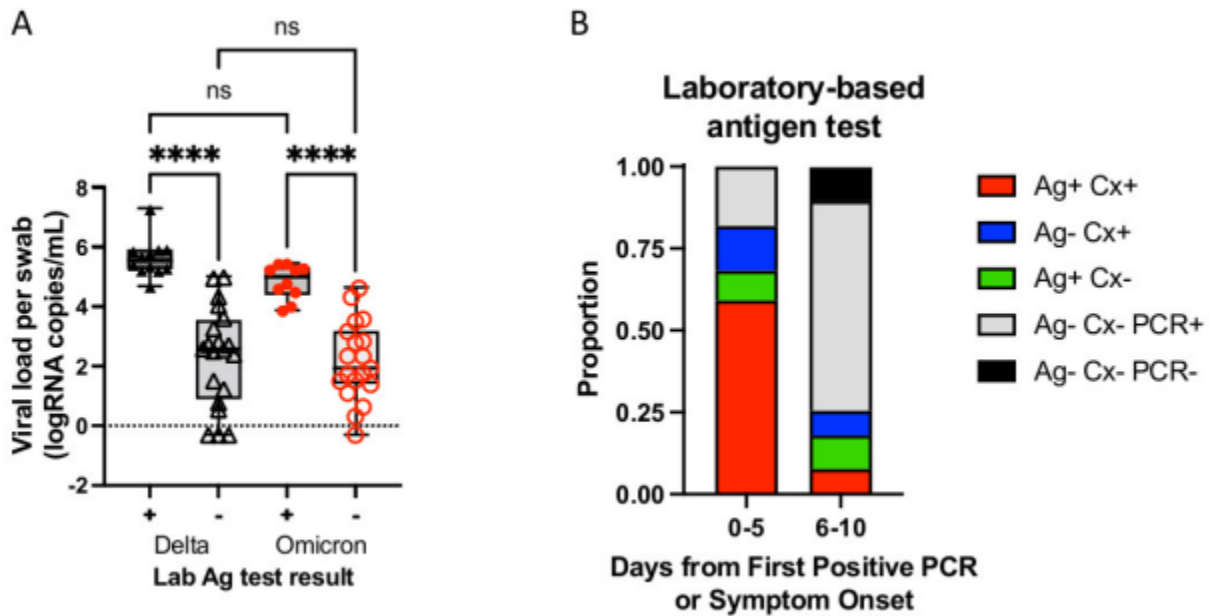 A
ns
ns
**** ****
Viral load per swab
(logRNA copies/mL)
8
6
4
2
0
-2
+ - + -
Delta Omicron
Lab Ag test result
B
Laboratory-based
antigen test
Proportion
1.00
0.75
0.50
0.25
0.00
0-5 6-10
Days from First Positive PCR
or Symptom Onset
Ag+ Cx+
Ag- Cx+
Ag+ Cx-
Ag- Cx- PCR+
Ag- Cx- PCR-